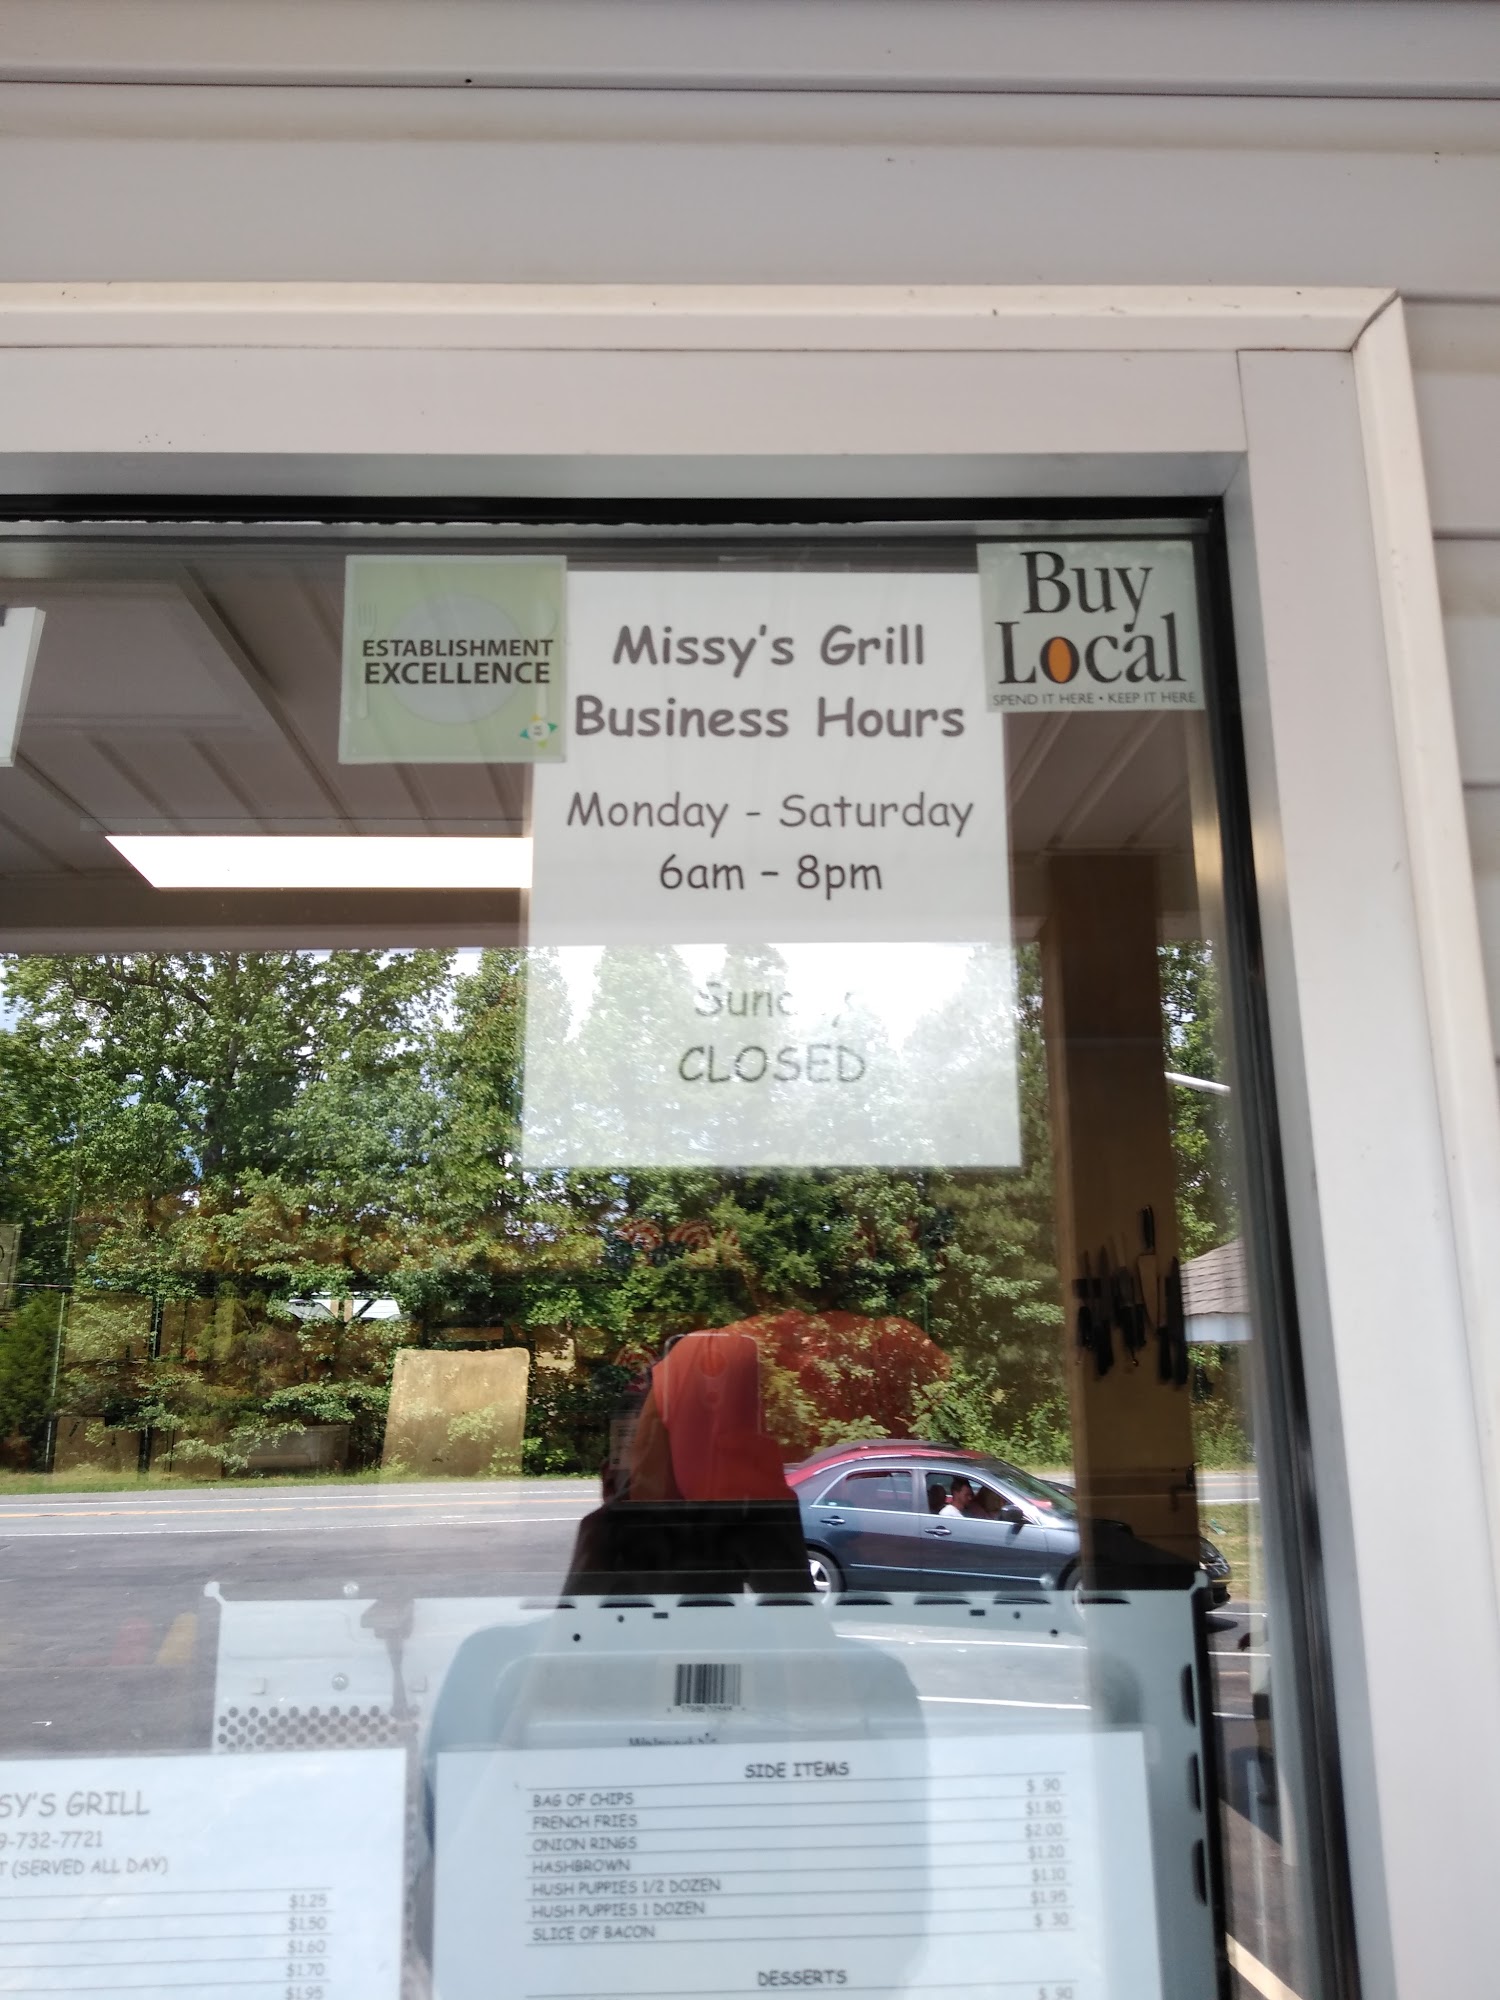 ESTABLISHMENT
EXCELLENCE
Missy's Grill
Business Hours
Monday - Saturday
6am – 8pm
CLOSED
Buy
Local
SPEND IT HERE • KEEP IT HERE
SY'S GRILL
9-732-7721
T (SERVED ALL DAY)
$1.25
$1.50
$1.60
$1.70
$1.95
SIDE ITEMS
BAG OF CHIPS $ .90
FRENCH FRIES $1.80
ONION RINGS $2.00
HASHBROWN $1.20
HUSH PUPPIES 1/2 DOZEN $1.10
HUSH PUPPIES 1 DOZEN $1.95
SLICE OF BACON $ .30
DESSERTS
$ .90